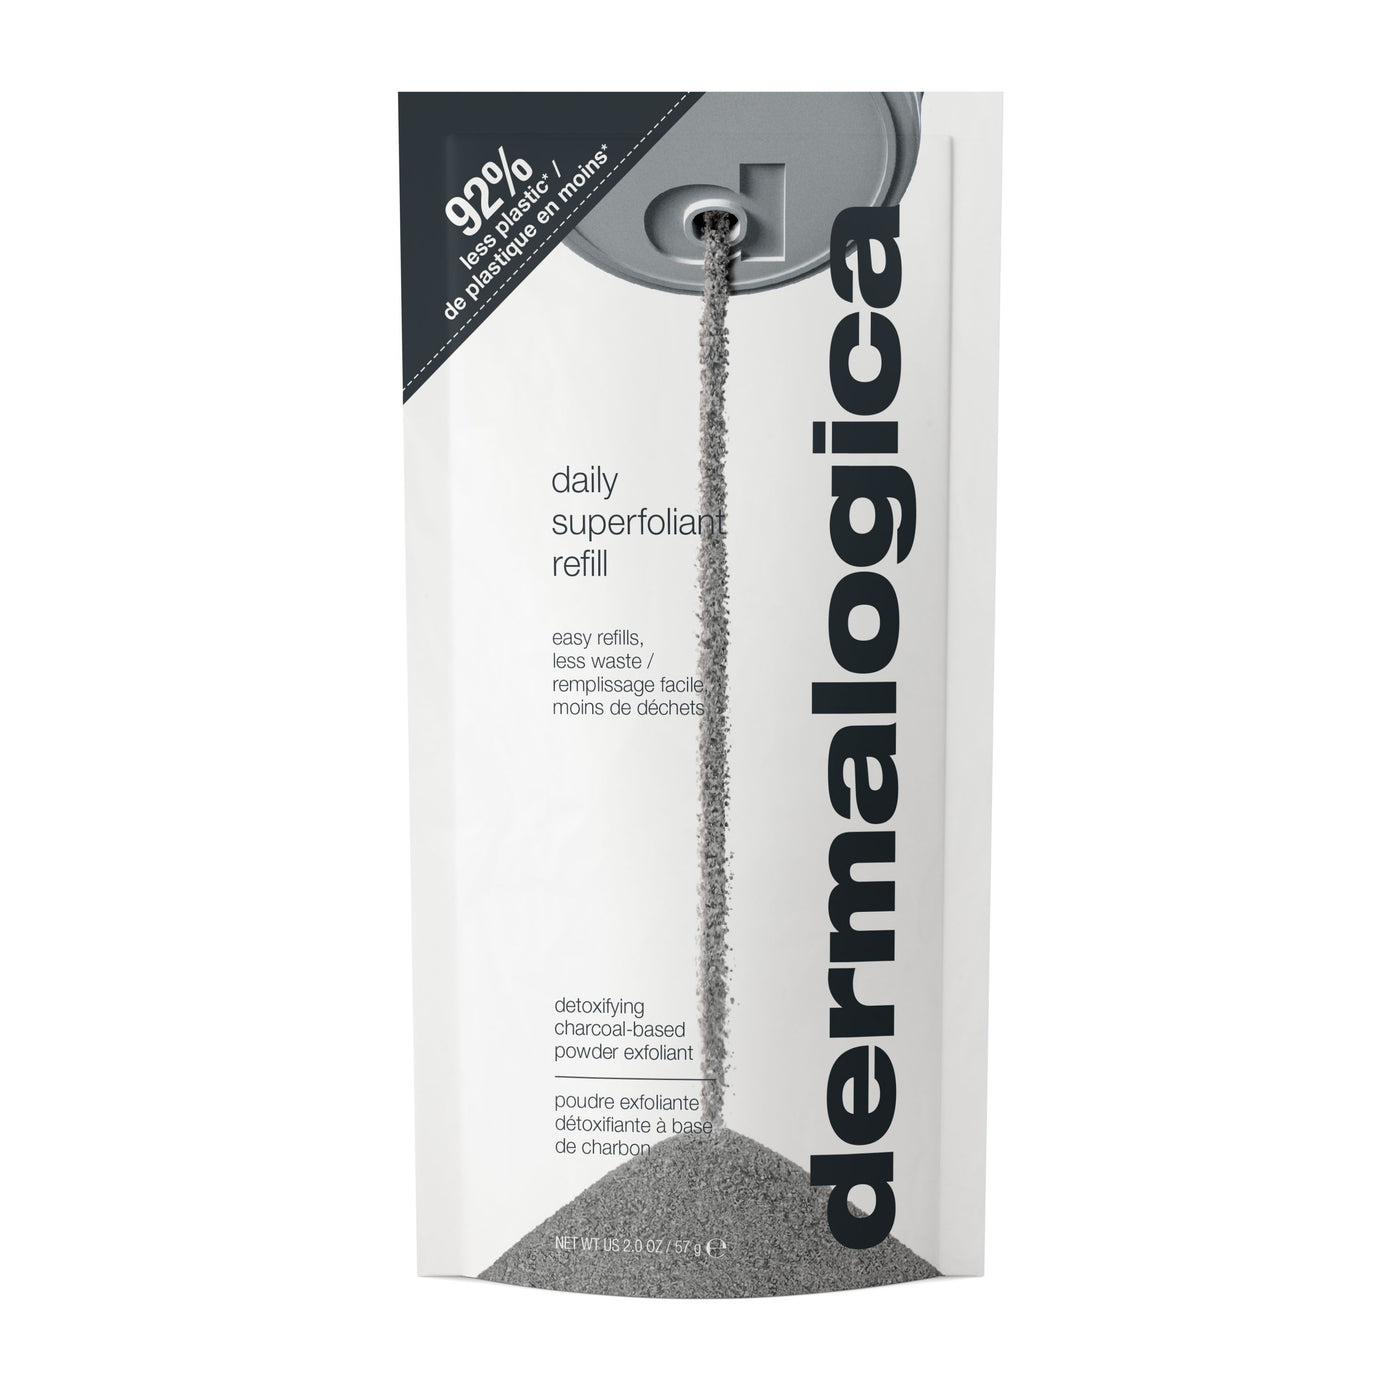 92%
less plastic* /
de plastique en moins*
d
dermalogica
daily
superfoliant
refill
easy refills,
less waste /
remplissage facile,
moins de déchets
detoxifying
charcoal-based
powder exfoliant
poudre exfoliante
détoxifiante à base
de charbon
NET WT US 2.0 OZ / 57 g ℮